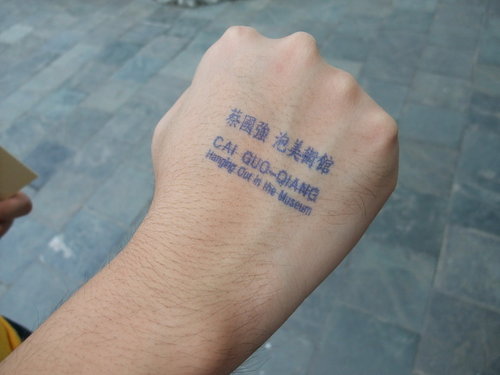 蔡國強 泡美術館
CAI GUO-QIANG
Hanging Out in the Museum